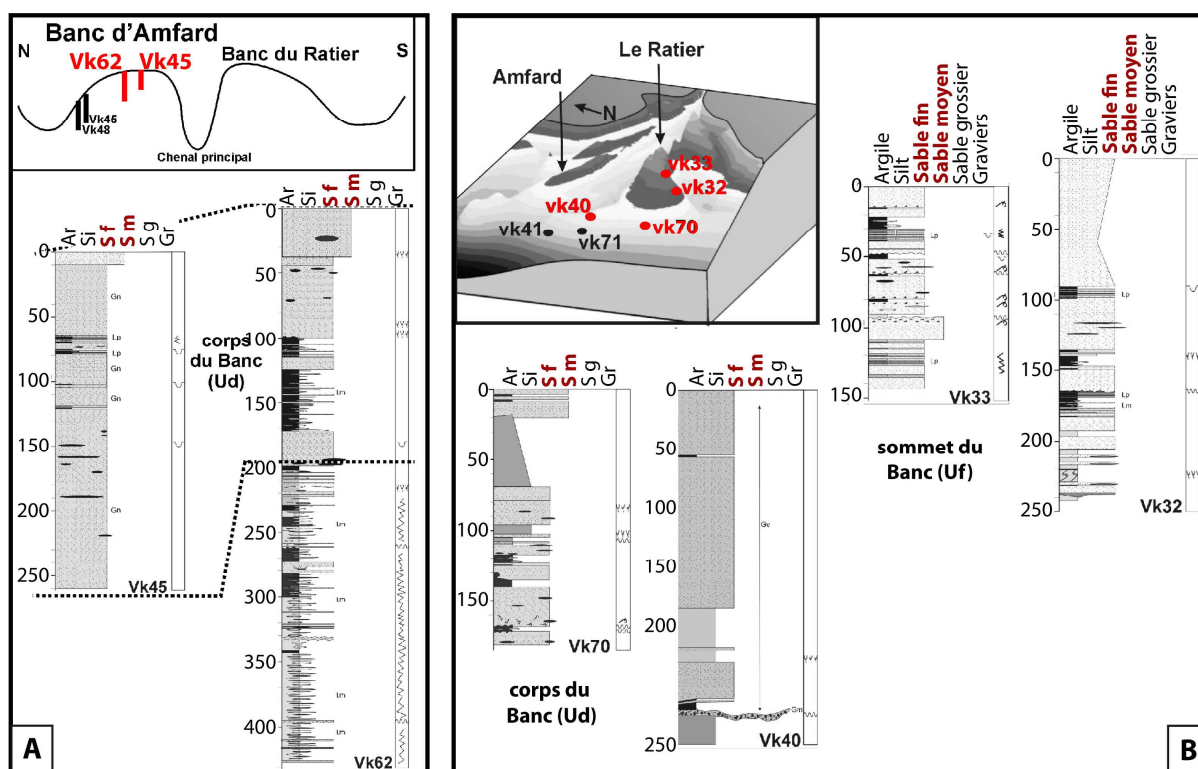 Banc d'Amfard
N
S
Vk62
Vk45
Banc du Ratier
Vk46
Vk48
Chenal principal
Ar
Si
S f
S m
S g
Gr
0
50
100
150
200
250
Gn
Lp
Lp
Gn
Gn
Gn
Vk45
corps
du Banc
(Ud)
Ar
Si
S f
S m
S g
Gr
0
50
100
150
200
250
300
350
400
Lm
Lm
Lm
Lm
Lm
Vk62
A
Le Ratier
Amfard
N
vk33
vk32
vk40
vk70
vk41
vk71
Argile
Silt
Sable fin
Sable moyen
Sable grossier
Graviers
0
50
100
150
Lp
Lp
Vk33
Argile
Silt
Sable fin
Sable moyen
Sable grossier
Graviers
0
50
100
150
200
250
Lp
Lp
Lm
Vk32
sommet du
Banc (Uf)
Ar
Si
S f
S m
S g
Gr
0
50
100
150
Vk70
Ar
Si
S f
S m
S g
Gr
0
50
100
150
200
250
Gv
Gm
Vk40
corps du
Banc (Ud)
B